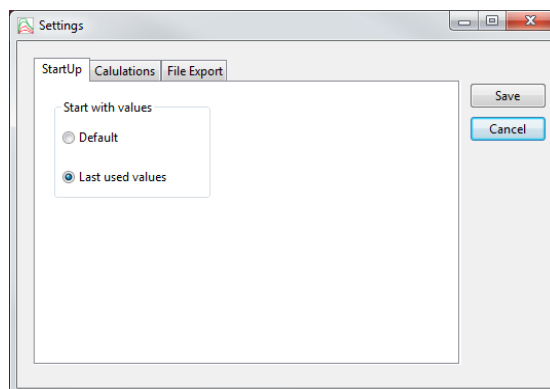 Settings
StartUp Calulations File Export
Start with values
Default
Last used values
Save
Cancel